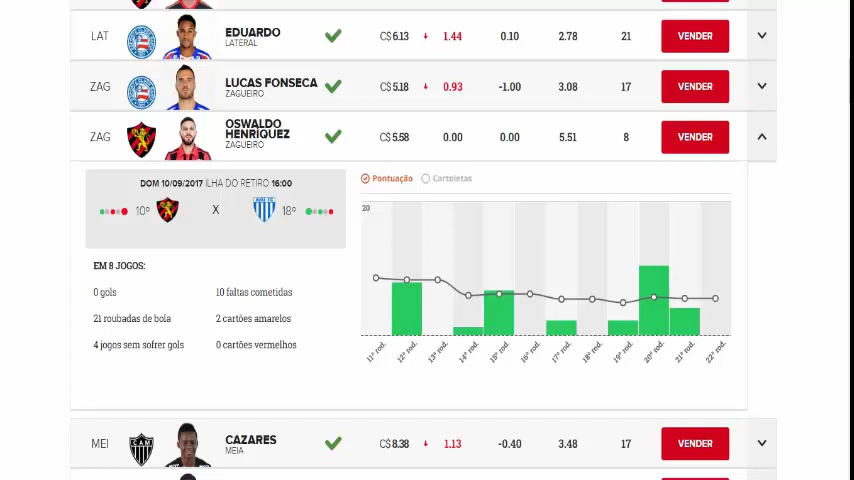 LAT EDUARDO C$ 6.13 1.44 0.10 2.78 21 VENDER
LATERAL
ZAG LUCAS FONSECA C$ 5.18 0.93 -1.00 3.08 17 VENDER
ZAGUEIRO
ZAG OSWALDO HENRÍQUEZ C$ 5.58 0.00 0.00 5.51 8 VENDER
ZAGUEIRO
DOM 10/09/2017 ILHA DO RETIRO 16:00
10º X 18º
EM 8 JOGOS:
0 gols 10 faltas cometidas
21 roubadas de bola 2 cartões amarelos
4 jogos sem sofrer gols 0 cartões vermelhos
Pontuação Cartoletas
20
11ª rod. 12ª rod. 13ª rod. 14ª rod. 15ª rod. 16ª rod. 17ª rod. 18ª rod. 19ª rod. 20ª rod. 21ª rod. 22ª rod.
MEI CAM CAZARES C$ 8.38 1.13 -0.40 3.48 17 VENDER
MEIA